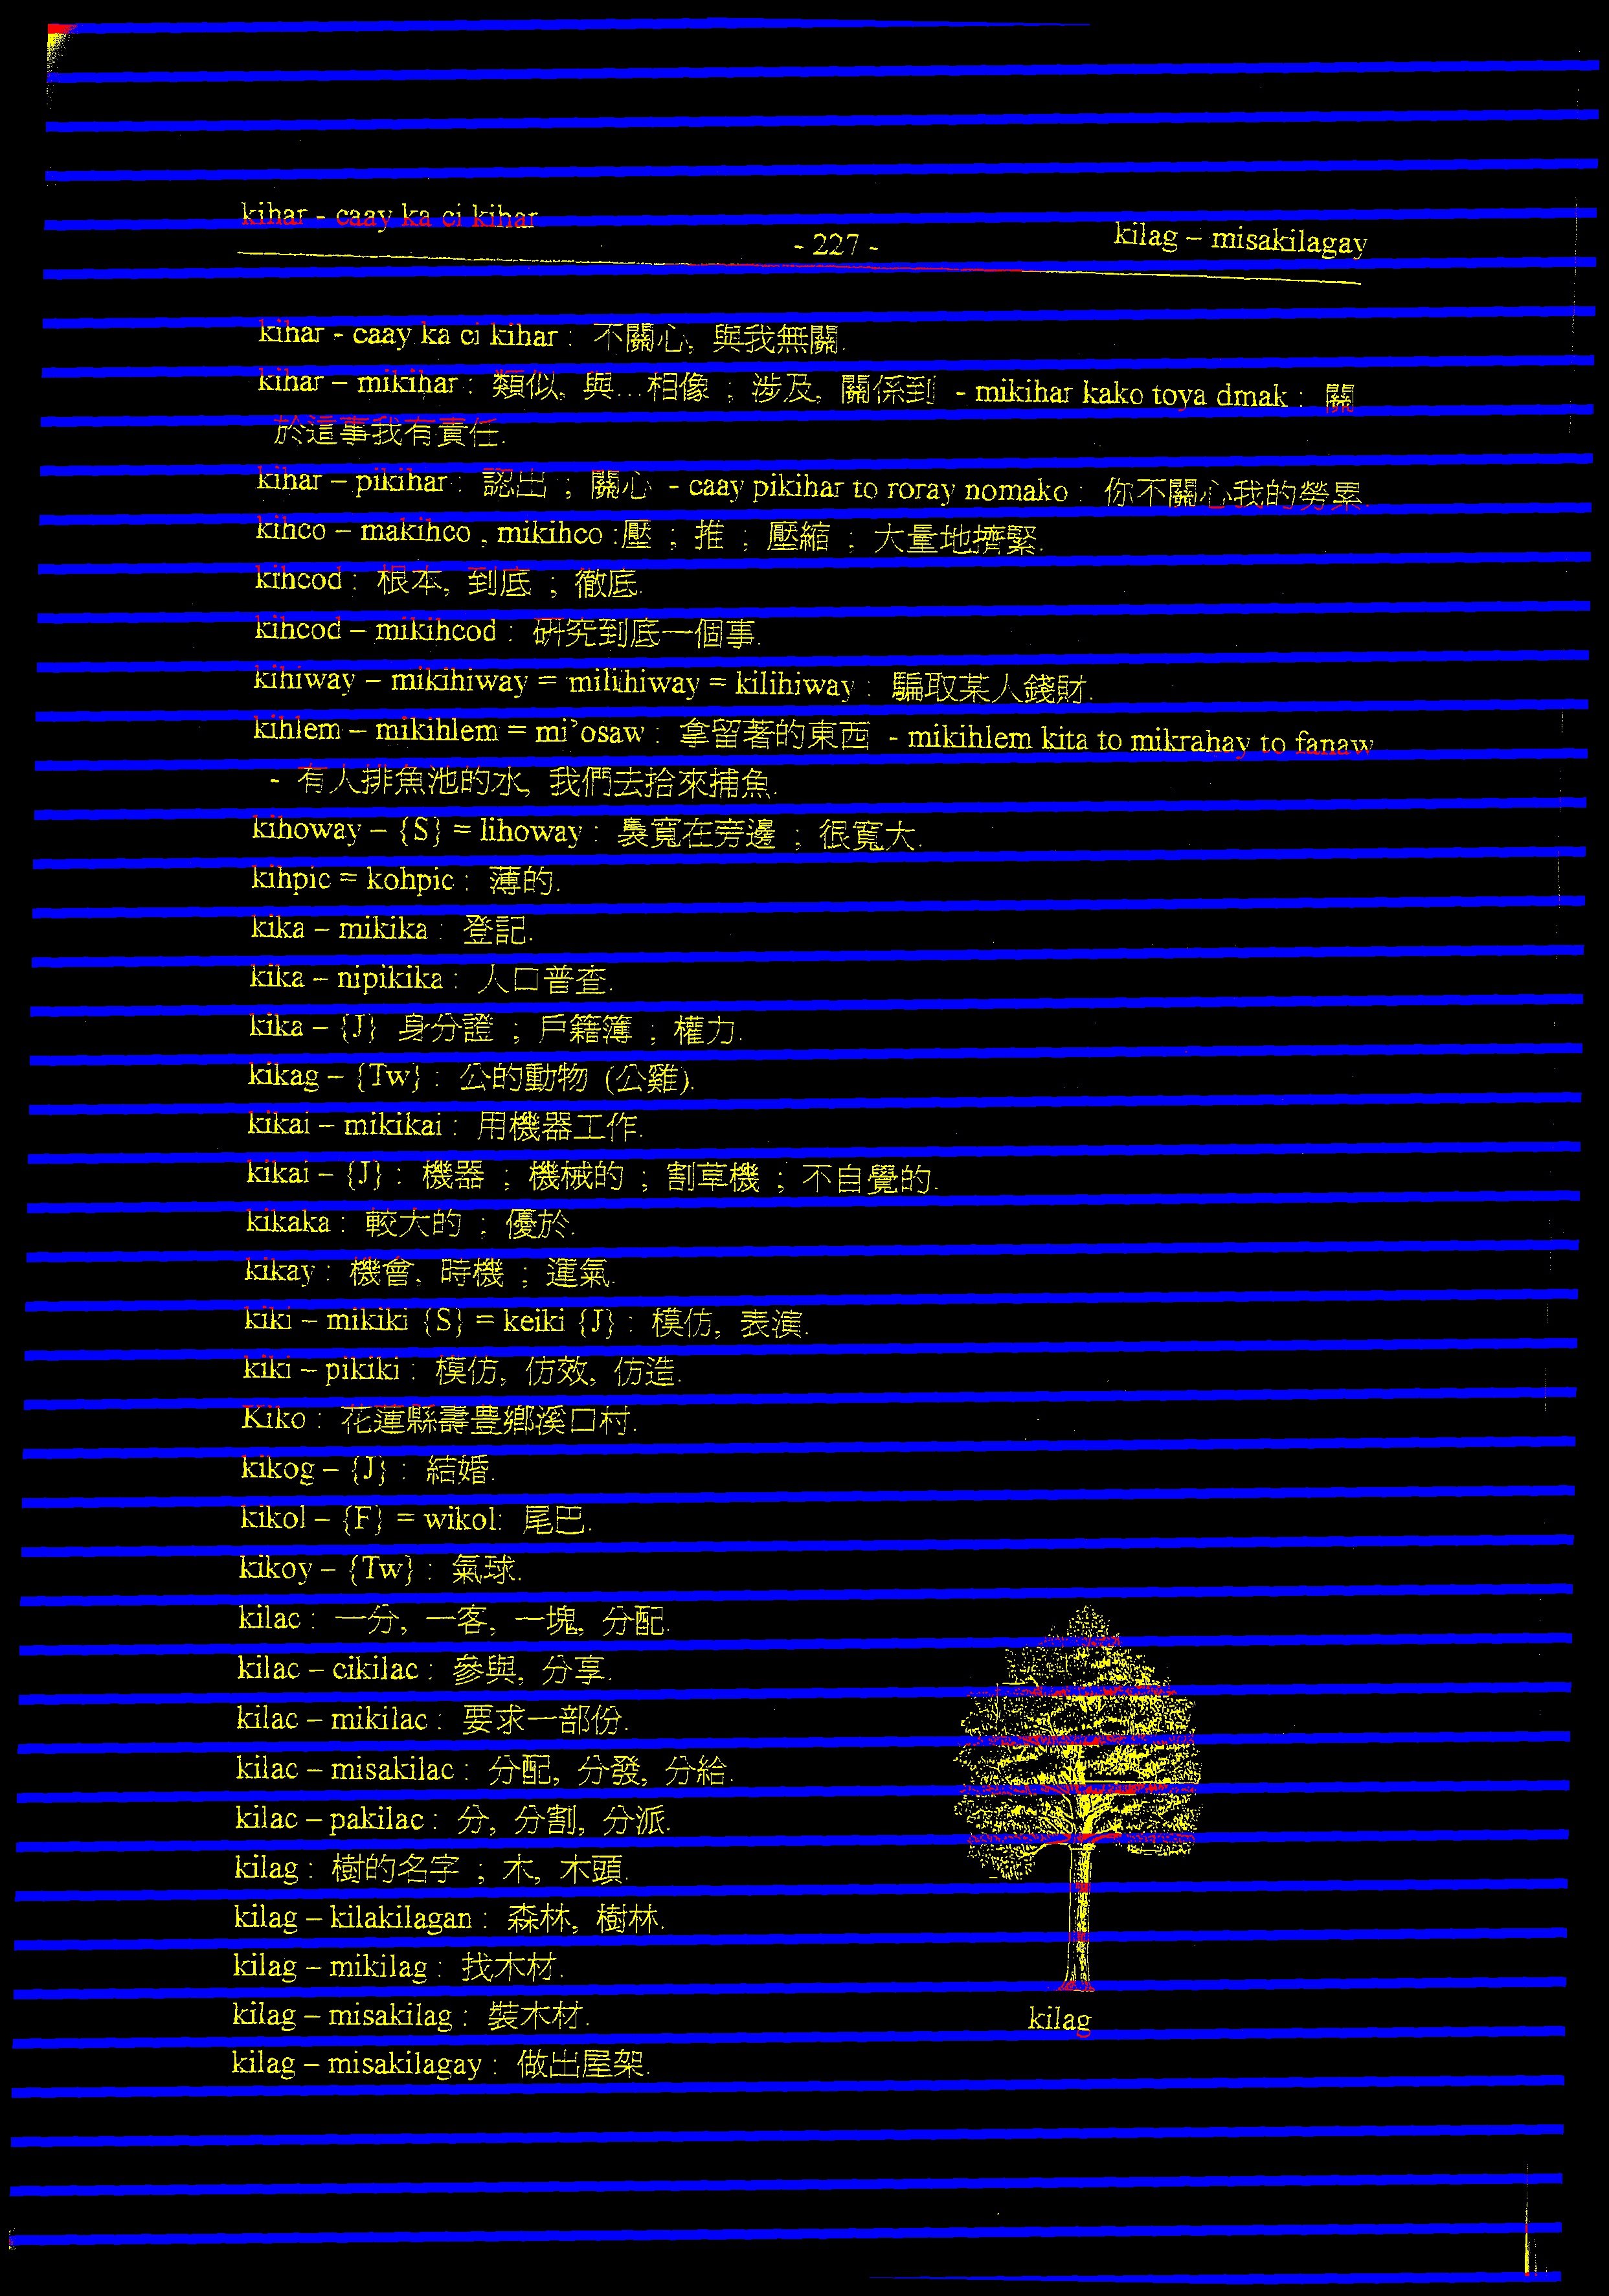 kihar - caay ka ci kihar - 227 - kilag – misakilagay
kihar - caay ka ci kihar : 不關心, 與我無關.
kihar – mikihar : 類似, 與...相像 ; 涉及, 關係到 - mikihar kako toya dmak : 關
於這事我有責任.
kihar – pikihar : 認出 ; 關心 - caay pikihar to roray nomako : 你不關心我的勞累.
kihco – makihco , mikihco :壓 ; 推 ; 壓縮 ; 大量地擠緊.
kihcod : 根本, 到底 ; 徹底.
kihcod – mikihcod : 研究到底一個事.
kihiway – mikihiway = milihiway = kilihiway : 騙取某人錢財.
kihlem – mikihlem = mi'osaw : 拿留著的東西 - mikihlem kita to mikrahay to fanaw
- 有人排魚池的水, 我們去拾來捕魚.
kihoway – {S} = lihoway : 寬在旁邊 ; 很寬大.
kihpic = kohpic : 薄的.
kika – mikika : 登記.
kika – nipikika : 人口普查.
kika – {J} 身分證 ; 戶籍簿 ; 權力.
kikag – {Tw} : 公的動物 (公雞).
kikai – mikikai : 用機器工作.
kikai – {J} : 機器 ; 機械的 ; 割草機 ; 不自覺的.
kikaka : 較大的 ; 優於.
kikay : 機會, 時機 ; 運氣.
kiki – mikiki {S} = keiki {J} : 模仿, 表演.
kiki – pikiki : 模仿, 仿效, 仿造.
Kiko : 花蓮縣壽豊鄉溪口村.
kikog – {J} : 結婚.
kikol – {F} = wikol: 尾巴.
kikoy – {Tw} : 氣球.
kilac : 一分, 一客, 一塊, 分配.
kilac – cikilac : 參與, 分享.
kilac – mikilac : 要求一部份.
kilac – misakilac : 分配, 分發, 分給.
kilac – pakilac : 分, 分割, 分派.
kilag : 樹的名字 ; 木, 木頭.
kilag – kilakilagan : 森林, 樹林.
kilag – mikilag : 找木材.
kilag – misakilag : 裝木材.
kilag
kilag – misakilagay : 做出屋架.